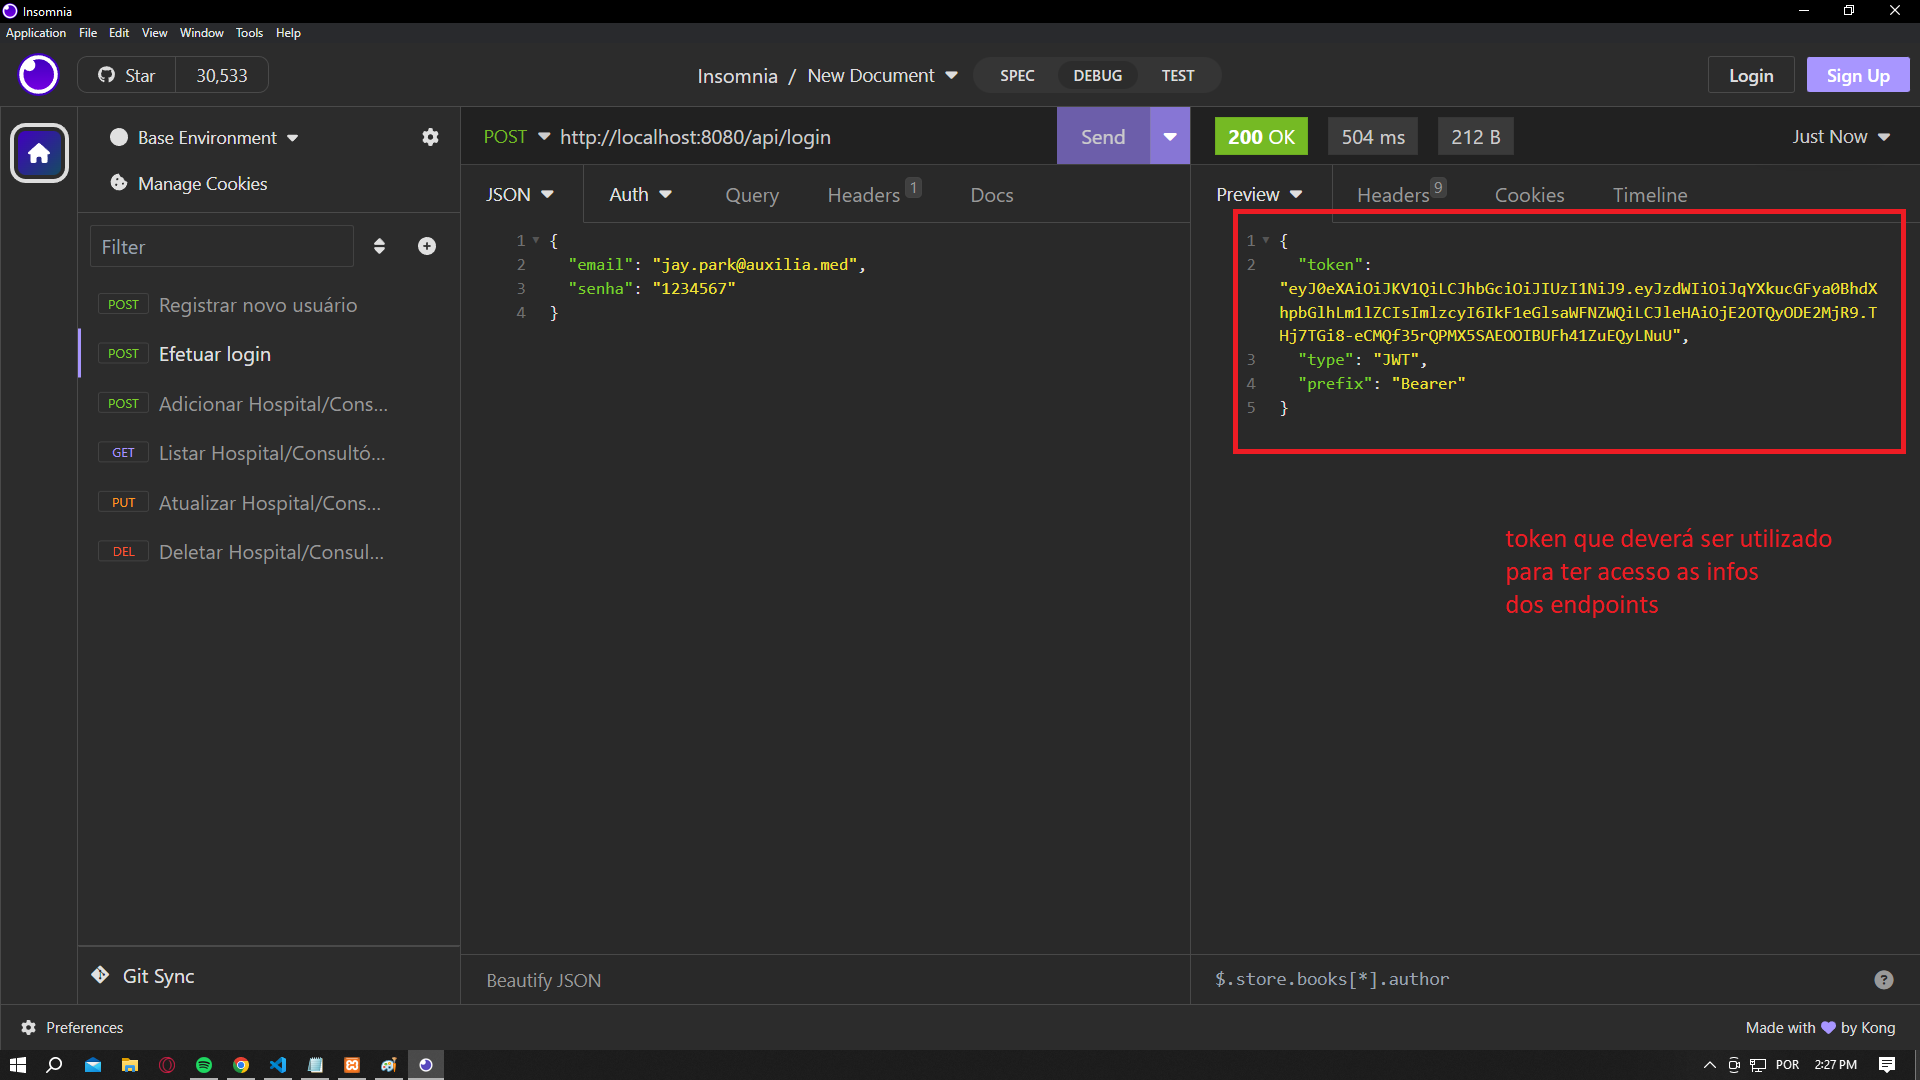 Insomnia
Application File Edit View Window Tools Help
Star 30,533
Insomnia / New Document
SPEC DEBUG TEST
Login Sign Up
Base Environment
Manage Cookies
Filter
POST Registrar novo usuário
POST Efetuar login
POST Adicionar Hospital/Cons...
GET Listar Hospital/Consultó...
PUT Atualizar Hospital/Cons...
DEL Deletar Hospital/Consul...
Git Sync
POST http://localhost:8080/api/login Send
JSON Auth Query Headers 1 Docs
1 {
2 "email": "jay.park@auxilia.med",
3 "senha": "1234567"
4 }
Beautify JSON
200 OK 504 ms 212 B Just Now
Preview Headers 9 Cookies Timeline
1 {
2 "token":
"eyJ0eXAiOiJKV1QiLCJhbGciOiJIUzI1NiJ9.eyJzdWIiOiJqYXkucGFya0BhdX
hpbGlhLm1lZCIsImlzcyI6IkF1eGlsaWFNZWQiLCJleHAiOjE2OTQyODE2MjR9.T
Hj7TGi8-eCMQf35rQPMX5SAEOOIBUFh41ZuEQyLNuU",
3 "type": "JWT",
4 "prefix": "Bearer"
5 }
token que deverá ser utilizado
para ter acesso as infos
dos endpoints
$.store.books[*].author
Preferences
Made with by Kong
POR 2:27 PM